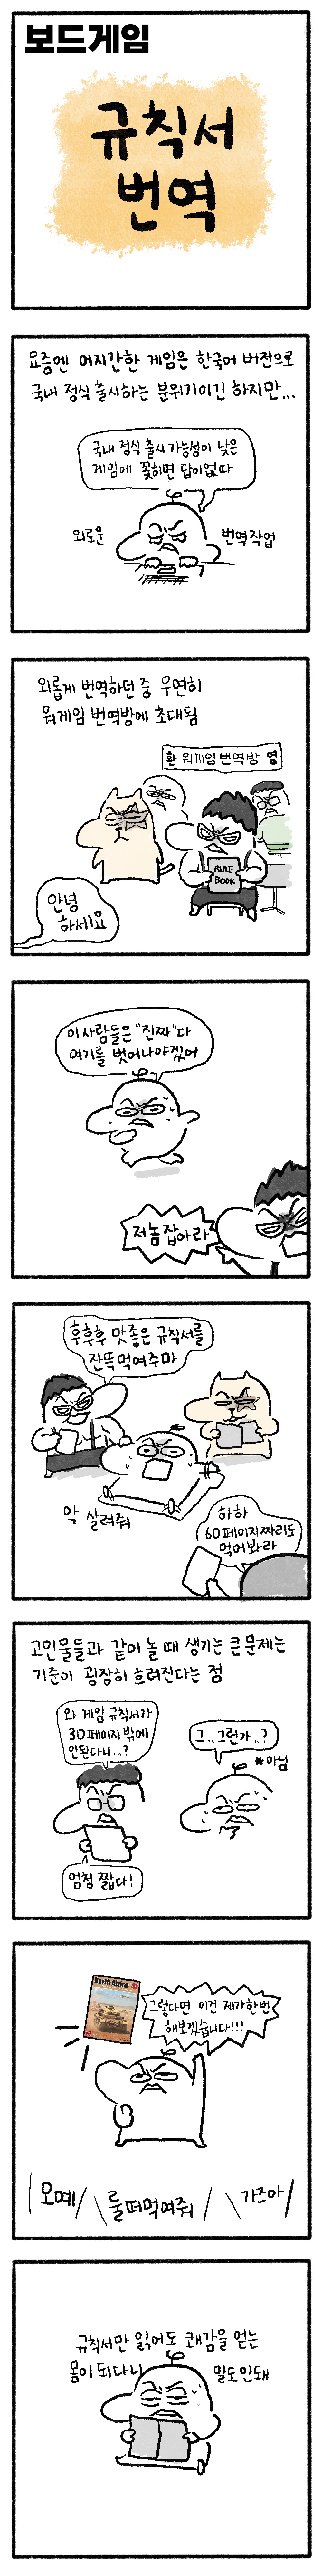 보드게임
규칙서
번역
요즘엔 어지간한 게임은 한국어 버전으로
국내 정식 출시하는 분위기이긴 하지만...
국내 정식 출시 가능성이 낮은
게임에 꽂히면 답이없따
외로운
번역작업
외롭게 번역하던 중 우연히
워게임 번역방에 초대됨
환 워게임 번역방 영
RULE
BOOK
안녕
하세요
이사람들은 "진짜"다
여기를 벗어나야겠어
저놈 잡아라
후후후 맛좋은 규칙서를
잔뜩 먹여주마
악 살려줘
하하
60페이지짜리도
먹어봐라
고인물들과 같이 놀 때 생기는 큰 문제는
기준이 굉장히 흐려진다는 점
와 게임 규칙서가
30페이지 밖에
안된다니...?
그..그런가..?
*아님
엄청 짧다!
North Africa
그렇다면 이건 제가 한번
해보겠습니다!!!
오예
룰떠먹여줘
가즈아
규칙서만 읽어도 쾌감을 얻는
몸이 되다니
말도 안돼